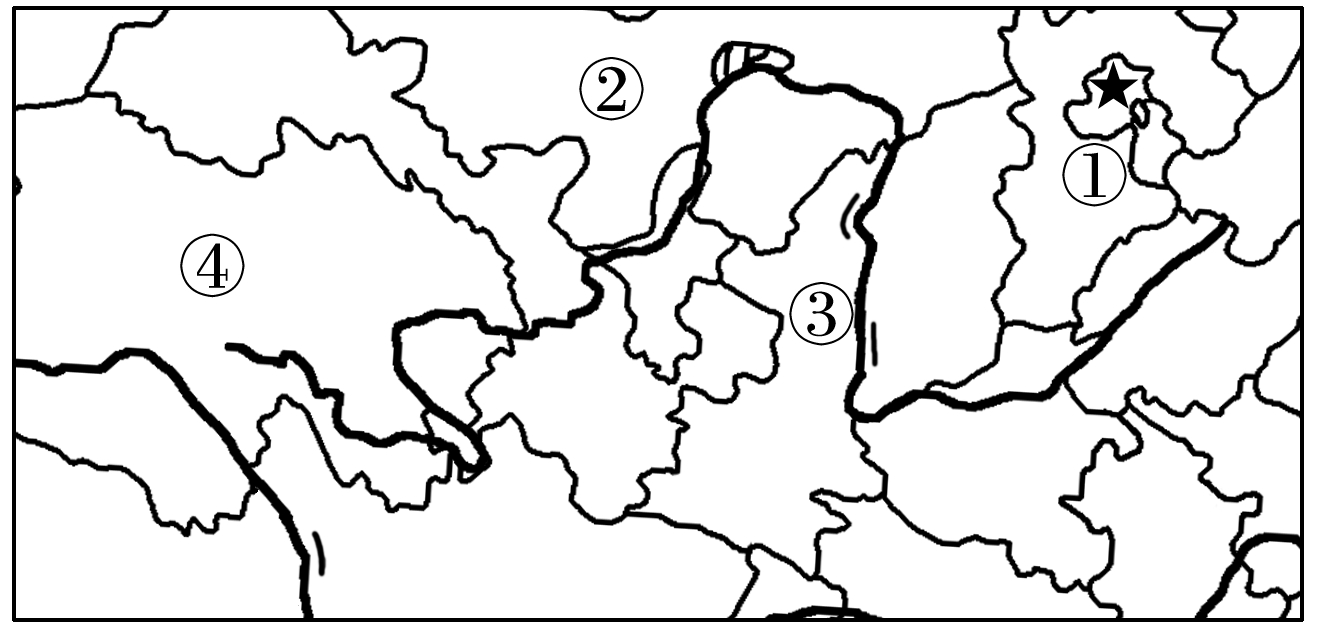 ①
②
③
④